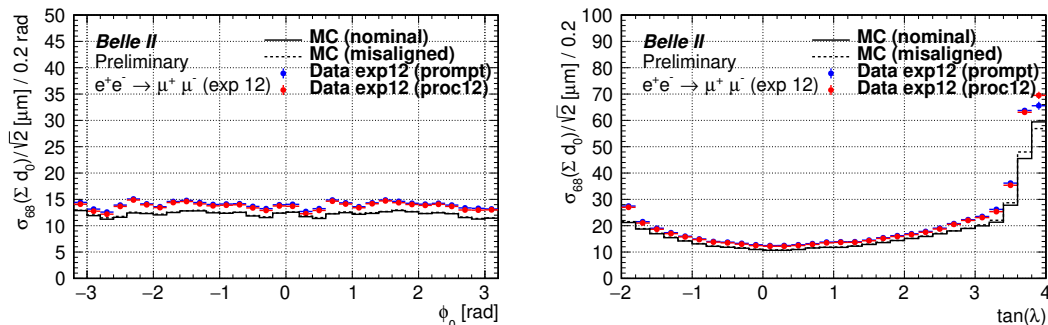 σ₆₈(Σ d₀)/√2 [μm] / 0.2 rad
50
45
40
35
30
25
20
15
10
5
0
Belle II
Preliminary
e⁺e⁻ → μ⁺ μ⁻ (exp 12)
MC (nominal)
MC (misaligned)
Data exp12 (prompt)
Data exp12 (proc12)
−3 −2 −1 0 1 2 3
ϕ₀ [rad]
σ₆₈(Σ d₀)/√2 [μm] / 0.2
100
90
80
70
60
50
40
30
20
10
0
Belle II
Preliminary
e⁺e⁻ → μ⁺ μ⁻ (exp 12)
MC (nominal)
MC (misaligned)
Data exp12 (prompt)
Data exp12 (proc12)
−2 −1 0 1 2 3 4
tan(λ)